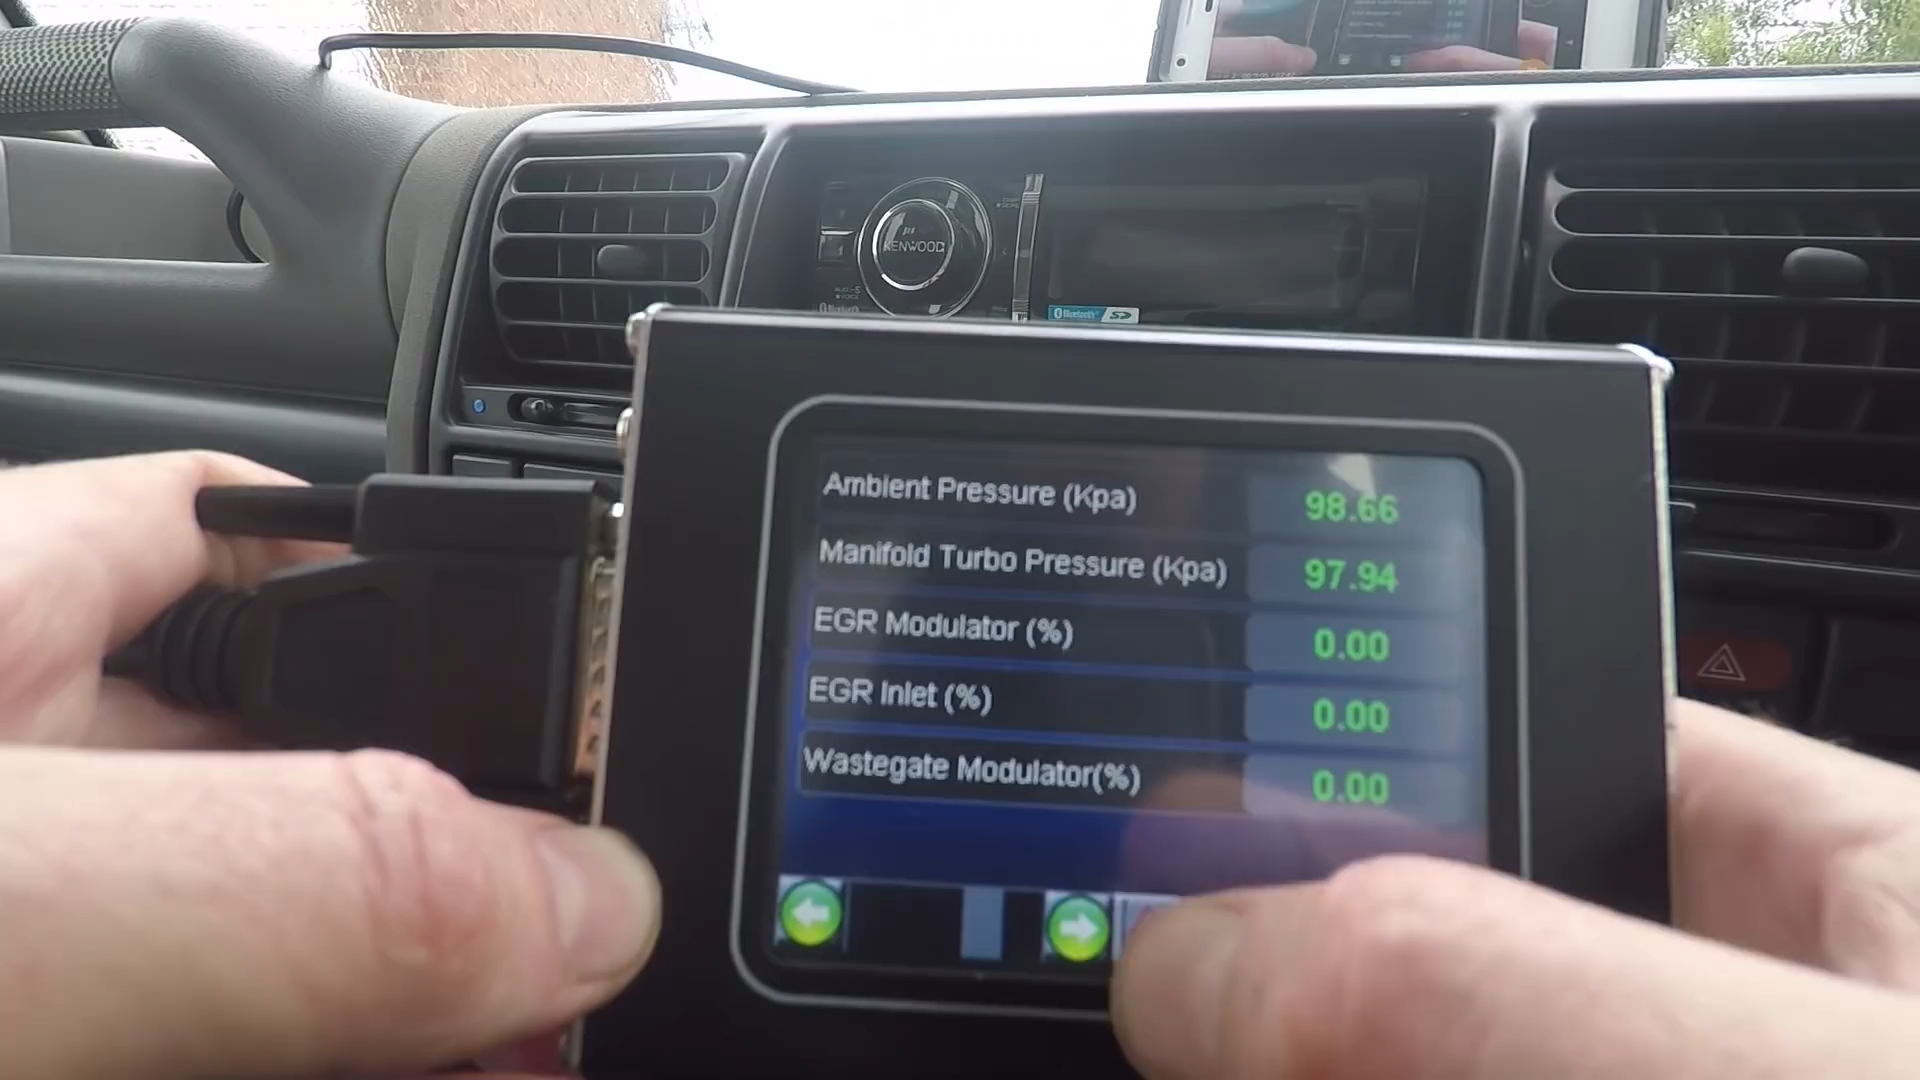 KENWOOD
Bluetooth
Ambient Pressure (Kpa) 98.66
Manifold Turbo Pressure (Kpa) 97.94
EGR Modulator (%) 0.00
EGR Inlet (%) 0.00
Wastegate Modulator(%) 0.00